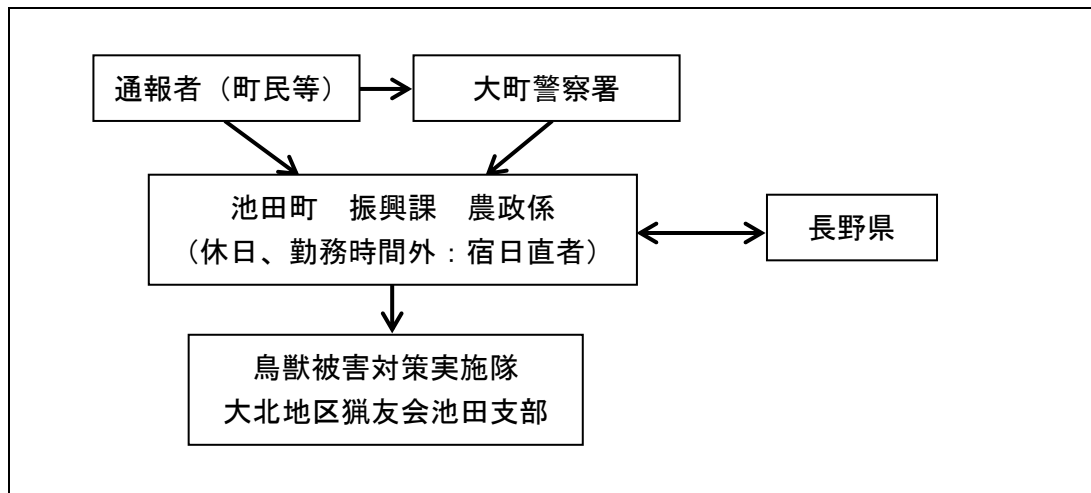 通報者（町民等）
大町警察署
池田町　振興課　農政係
（休日、勤務時間外：宿日直者）
長野県
鳥獣被害対策実施隊
大北地区猟友会池田支部